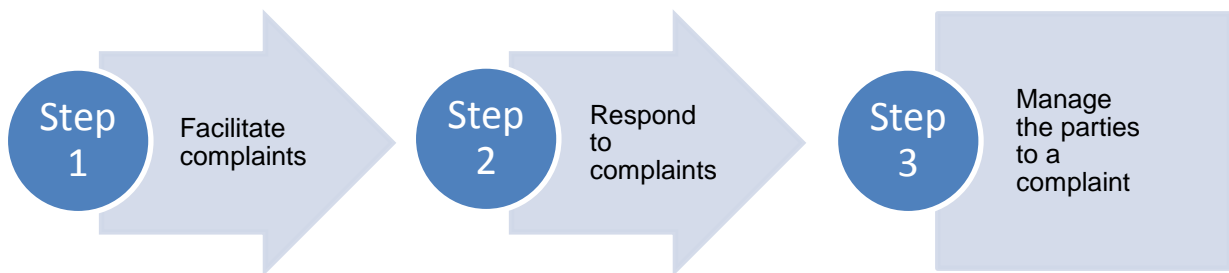 Step
1
Facilitate
complaints
Step
2
Respond
to
complaints
Step
3
Manage
the parties
to a
complaint